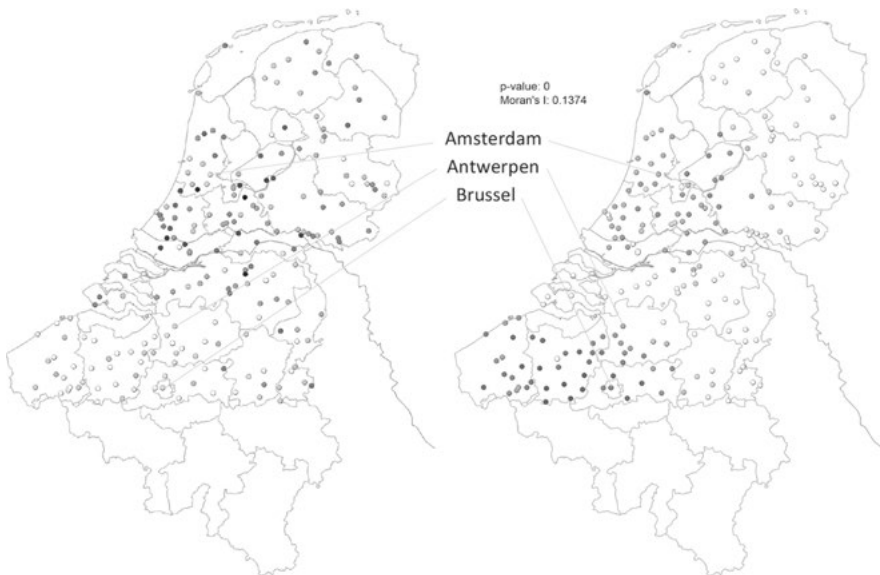 p-value: 0
Moran's I: 0.1374
Amsterdam
Antwerpen
Brussel